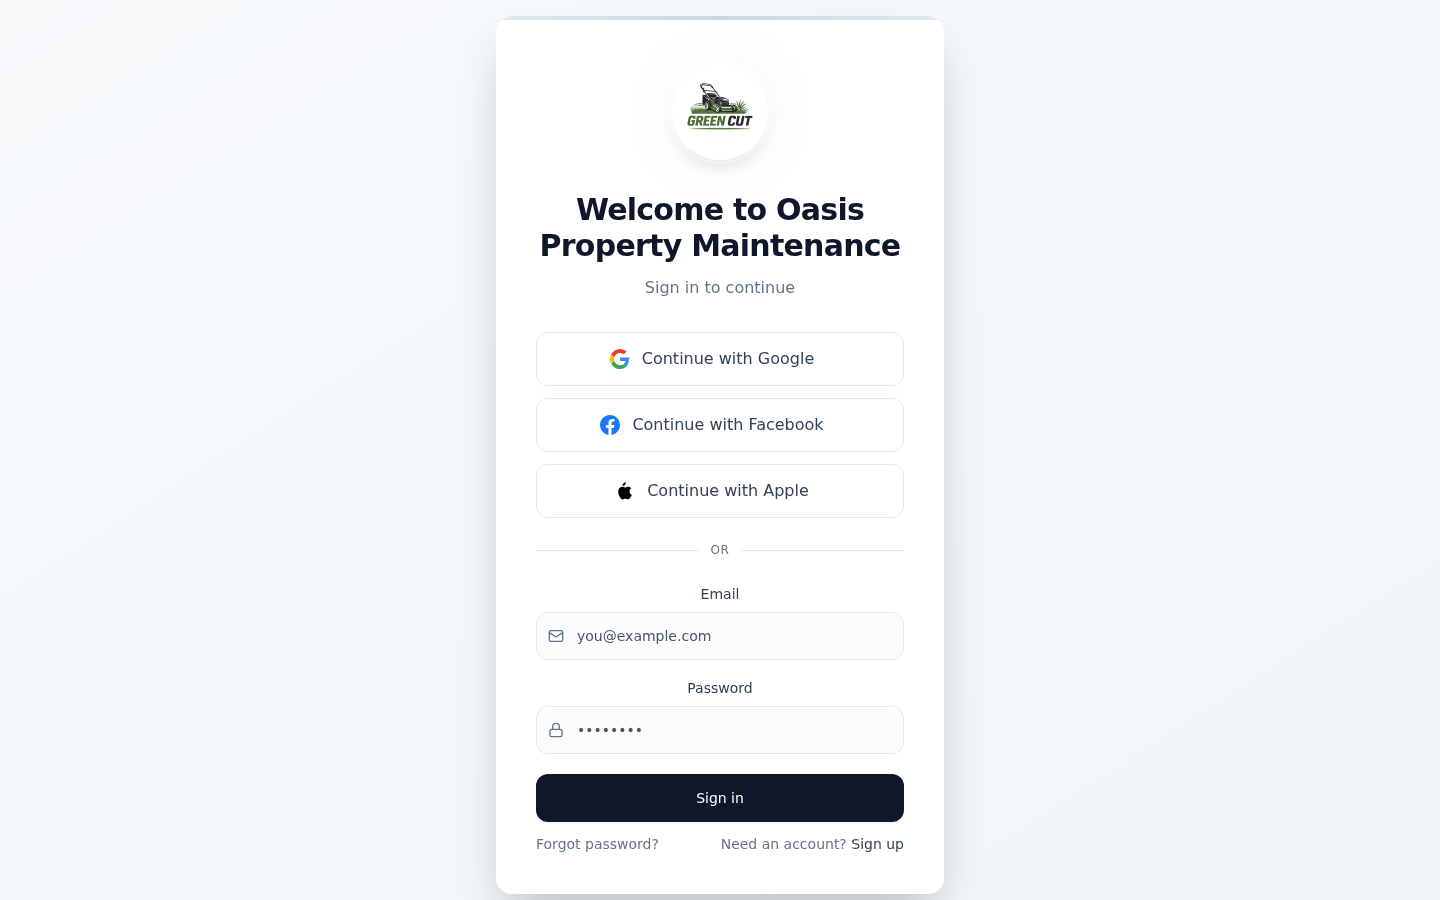 GREEN CUT
Welcome to Oasis
Property Maintenance
Sign in to continue
Continue with Google
Continue with Facebook
Continue with Apple
OR
Email
you@example.com
Password
••••••••
Sign in
Forgot password?
Need an account? Sign up